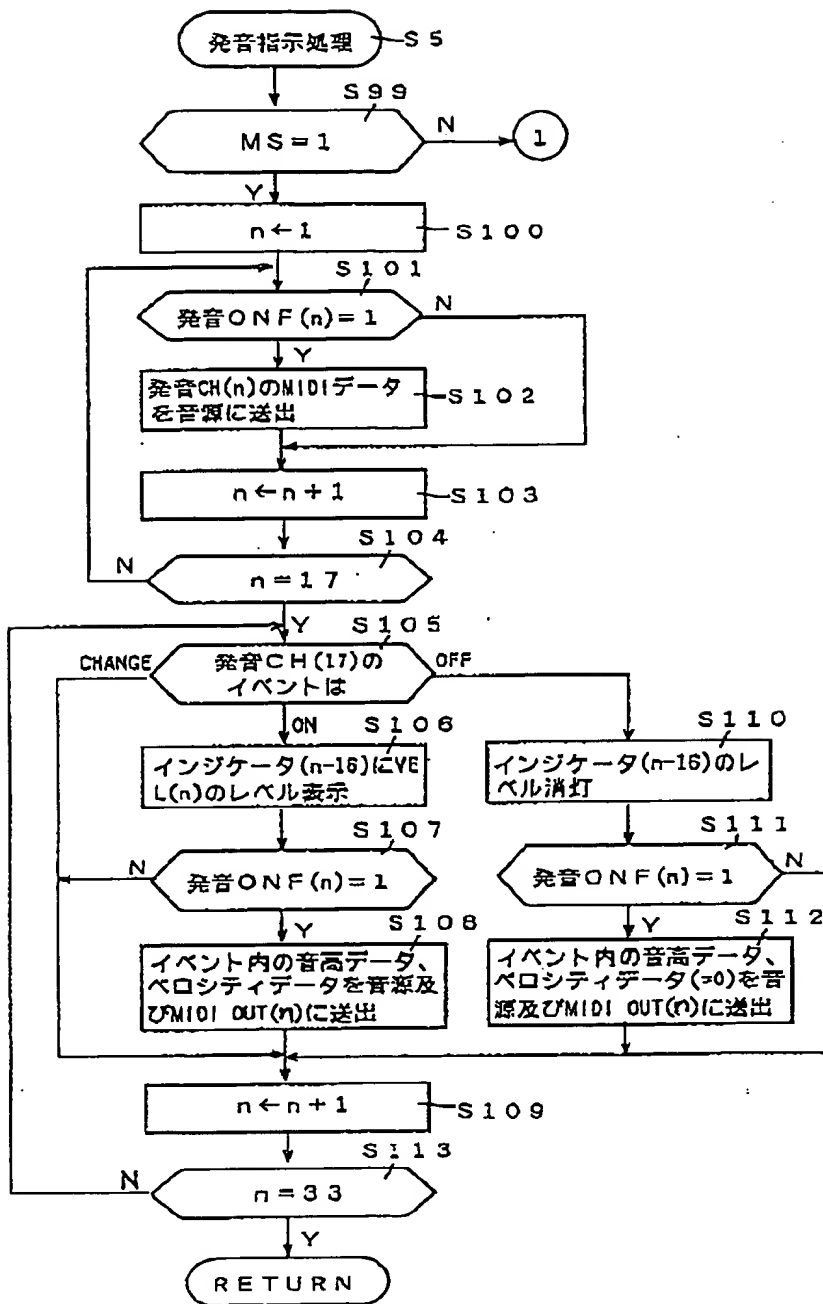 発音指示処理 S5
S99
MS=1 N 1
Y
n←1 S100
S101
発音ONF(n)=1 N
Y
発音CH(n)のMIDIデータ
を音源に送出 S102
n←n+1 S103
S104
N n=17
Y S105
CHANGE 発音CH(17)の OFF
イベントは
ON S106 S110
インジケータ(n-16)にVE
L(n)のレベル表示
インジケータ(n-16)のレ
ベル消灯
S107 S111
N 発音ONF(n)=1
発音ONF(n)=1 N
Y S108 Y S112
イベント内の音高データ、
ベロシティデータを音源及
びMIDI OUT(n)に送出
イベント内の音高データ、
ベロシティデータ(=0)を音
源及びMIDI OUT(n)に送出
n←n+1 S109
S113
N n=33
Y
RETURN